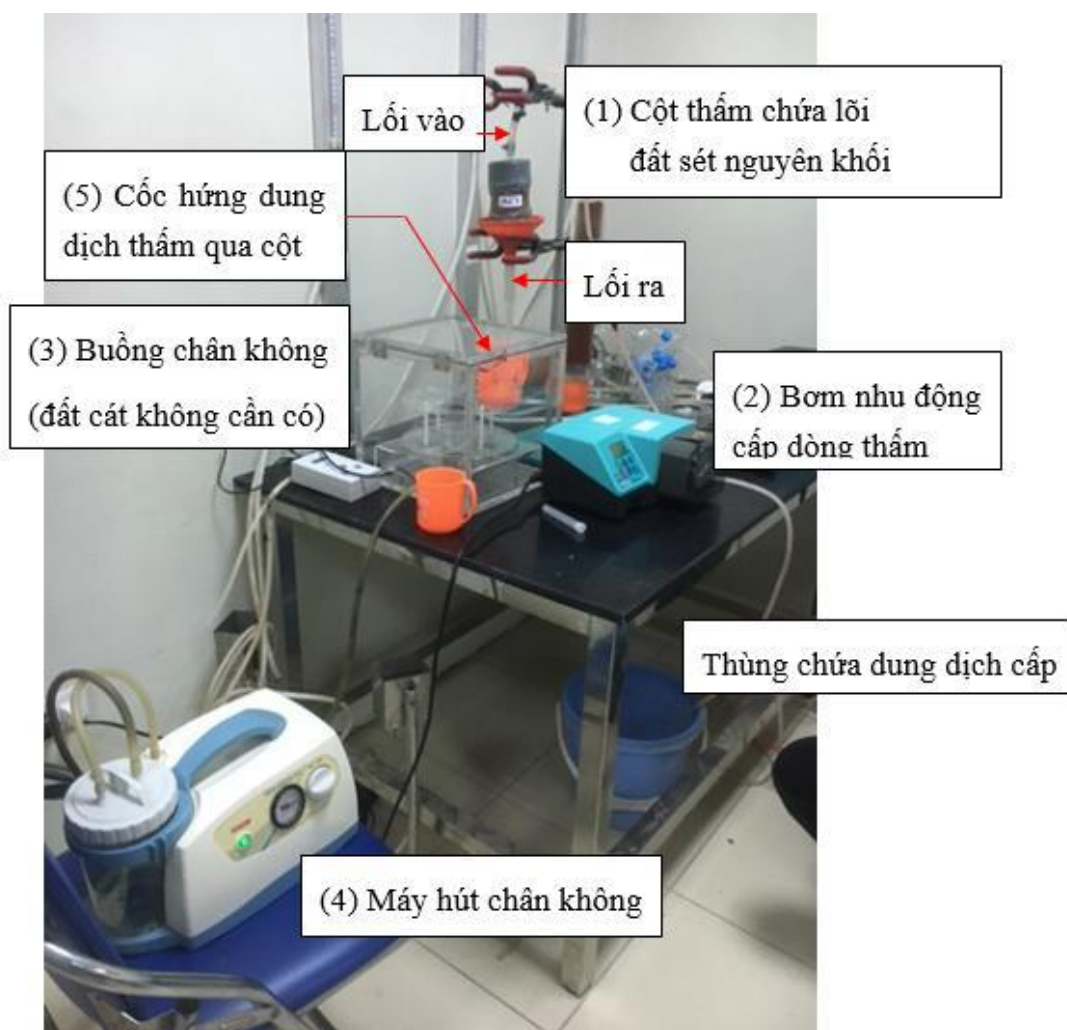 Lối vào
(1) Cột thấm chứa lõi
đất sét nguyên khối
(5) Cốc hứng dung
dịch thấm qua cột
Lối ra
(3) Buồng chân không
(đất cát không cần có)
(2) Bơm nhu động
cấp dòng thấm
Thùng chứa dung dịch cấp
(4) Máy hút chân không